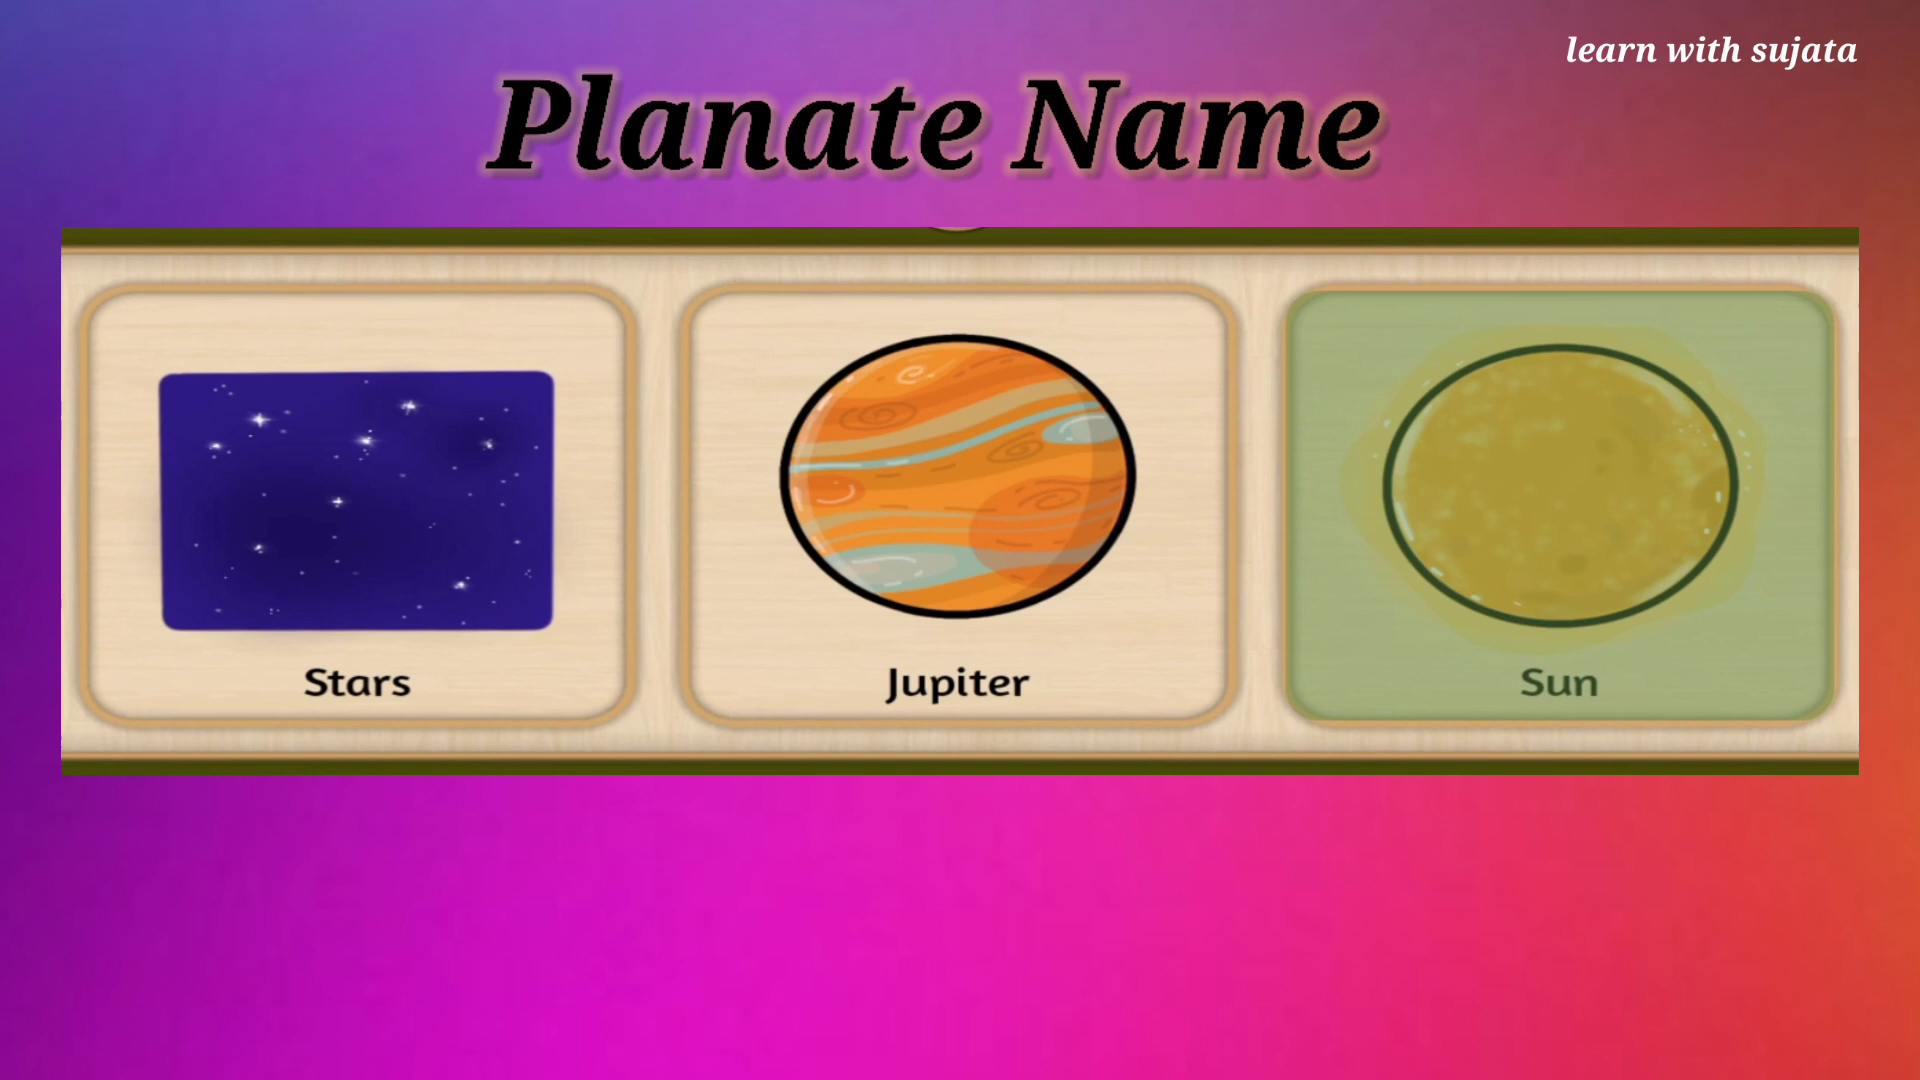 learn with sujata
Planate Name
Stars
Jupiter
Sun